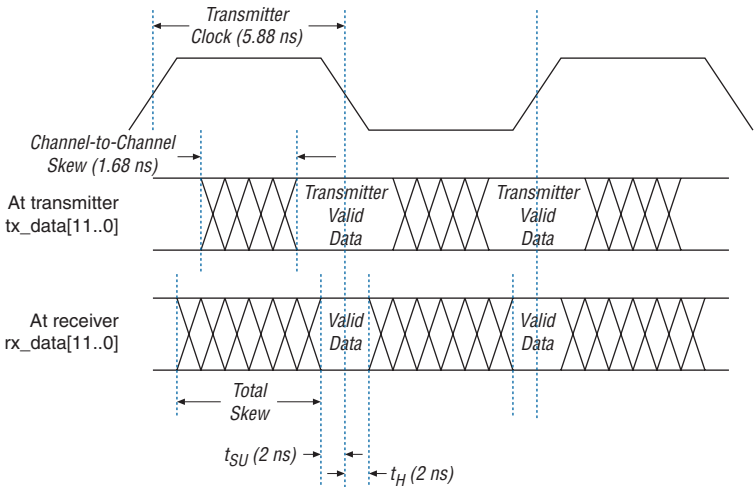 Transmitter
Clock (5.88 ns)
Channel-to-Channel
Skew (1.68 ns)
At transmitter
tx_data[11..0]
Transmitter
Valid
Data
Transmitter
Valid
Data
At receiver
rx_data[11..0]
Valid
Data
Valid
Data
Total
Skew
tSU (2 ns)
tH (2 ns)